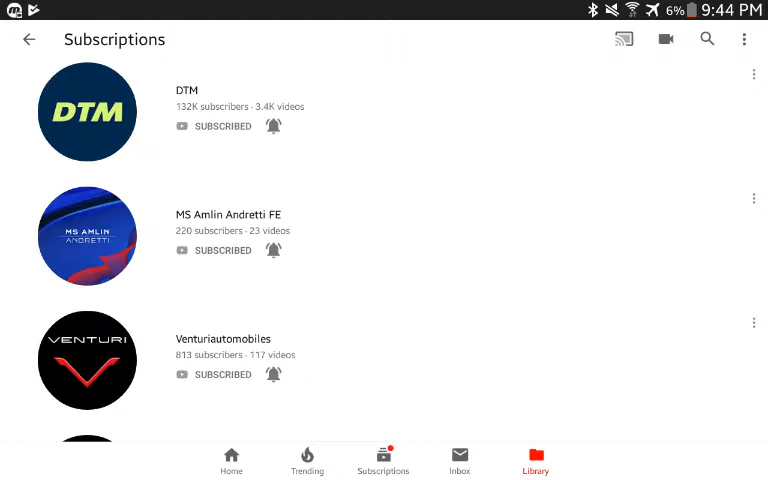 6% 9:44 PM
Subscriptions
DTM
DTM
132K subscribers · 3.4K videos
SUBSCRIBED
MS AMLIN
ANDRETTI
MS Amlin Andretti FE
220 subscribers · 23 videos
SUBSCRIBED
VENTURI
Venturiautomobiles
813 subscribers · 117 videos
SUBSCRIBED
Home Trending Subscriptions Inbox Library